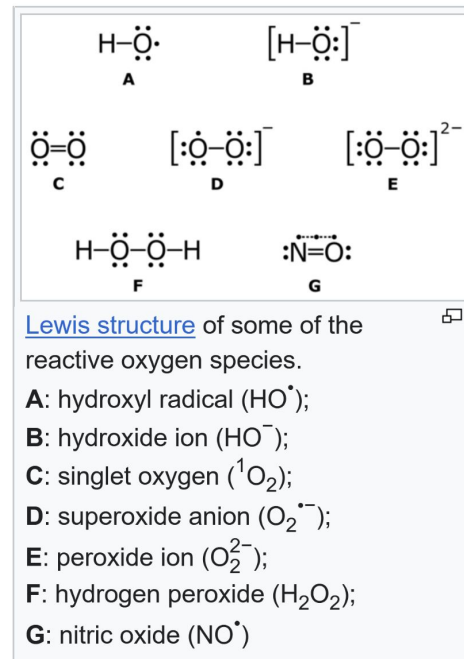 H–Ö· [H–Ö:]⁻
A B
Ö=Ö [:Ȯ–Ö:]⁻ [:Ö–Ö:]²⁻
C D E
H–Ö–Ö–H :N=O:
F G
Lewis structure of some of the
reactive oxygen species.
A: hydroxyl radical (HO•);
B: hydroxide ion (HO⁻);
C: singlet oxygen (¹O₂);
D: superoxide anion (O₂•⁻);
E: peroxide ion (O₂²⁻);
F: hydrogen peroxide (H₂O₂);
G: nitric oxide (NO•)